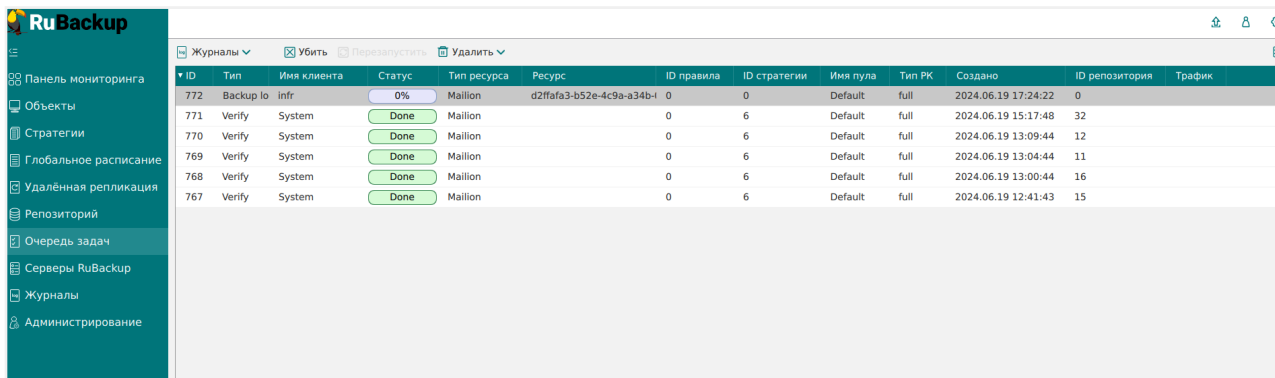 RuBackup
Журналы Убить Перезапустить Удалить
Панель мониторинга
Объекты
Стратегии
Глобальное расписание
Удалённая репликация
Репозиторий
Очередь задач
Серверы RuBackup
Журналы
Администрирование
ID Тип Имя клиента Статус Тип ресурса Ресурс ID правила ID стратегии Имя пула Тип РК Создано ID репозитория Трафик
772 Backup lo infr 0% Mailion d2ffafa3-b52e-4c9a-a34b- 0 0 Default full 2024.06.19 17:24:22 0
771 Verify System Done Mailion 0 6 Default full 2024.06.19 15:17:48 32
770 Verify System Done Mailion 0 6 Default full 2024.06.19 13:09:44 12
769 Verify System Done Mailion 0 6 Default full 2024.06.19 13:04:44 11
768 Verify System Done Mailion 0 6 Default full 2024.06.19 13:00:44 16
767 Verify System Done Mailion 0 6 Default full 2024.06.19 12:41:43 15